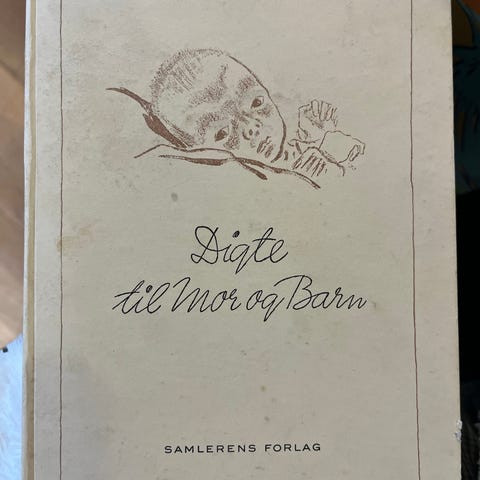 Digte
til Mor og Barn
SAMLERENS FORLAG